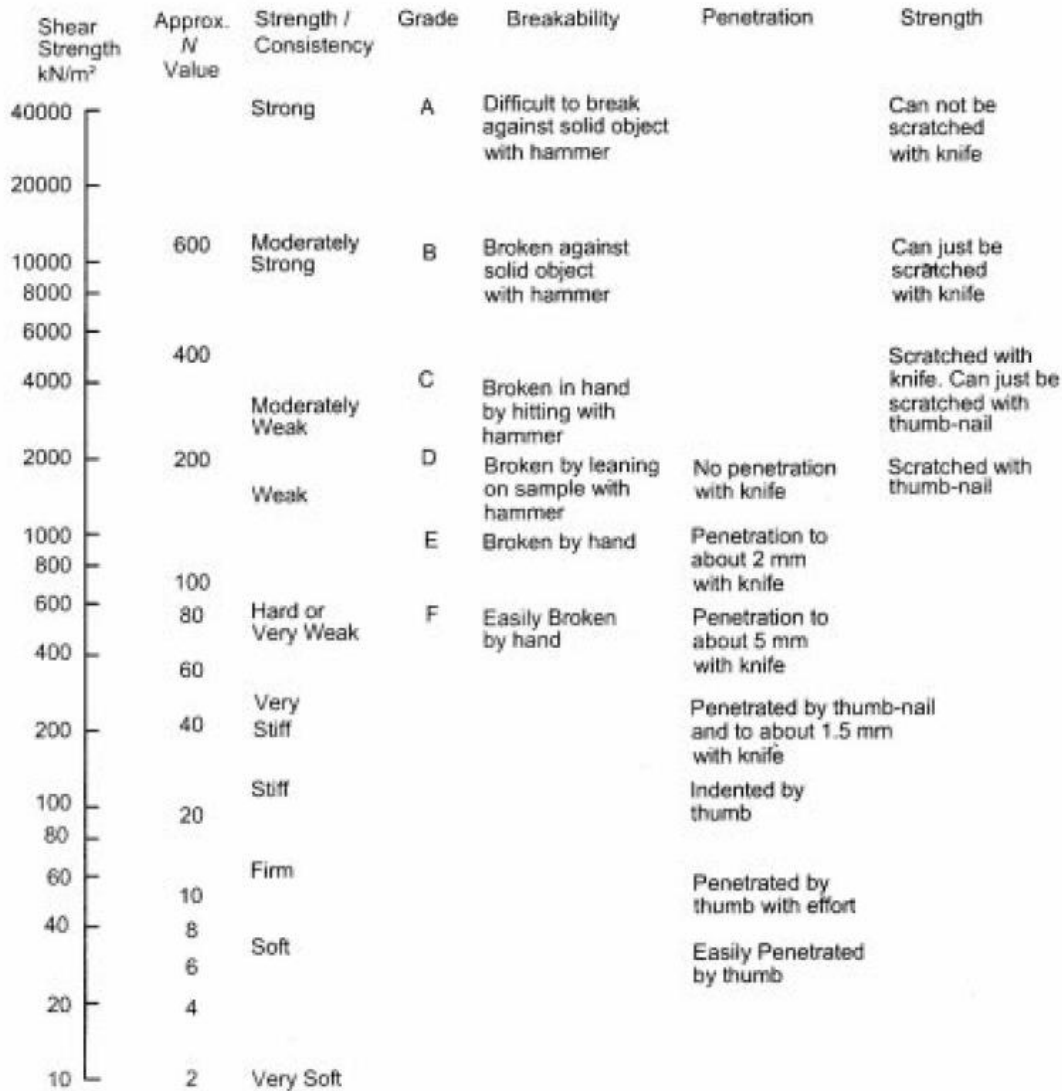 Shear Strength kN/m² Approx. N Value Strength / Consistency Grade Breakability Penetration Strength
40000 Strong A Difficult to break Can not be
against solid object scratched
with hammer with knife
20000
600 Moderately B Broken against Can just be
10000 Strong solid object scratched
8000 with hammer with knife
6000
400 Scratched with
4000 C Broken in hand knife. Can just be
Moderately by hitting with scratched with
Weak hammer thumb-nail
2000 200 D Broken by leaning No penetration Scratched with
Weak on sample with with knife thumb-nail
hammer
1000 E Broken by hand Penetration to
800 about 2 mm
100 with knife
600 80 Hard or F Easily Broken Penetration to
Very Weak by hand about 5 mm
400 60 with knife
Very Penetrated by thumb-nail
200 40 Stiff and to about 1.5 mm
with knife
Stiff Indented by
100 20 thumb
80
60 Firm Penetrated by
10 thumb with effort
40 8
Soft Easily Penetrated
6 by thumb
20 4
10 2 Very Soft